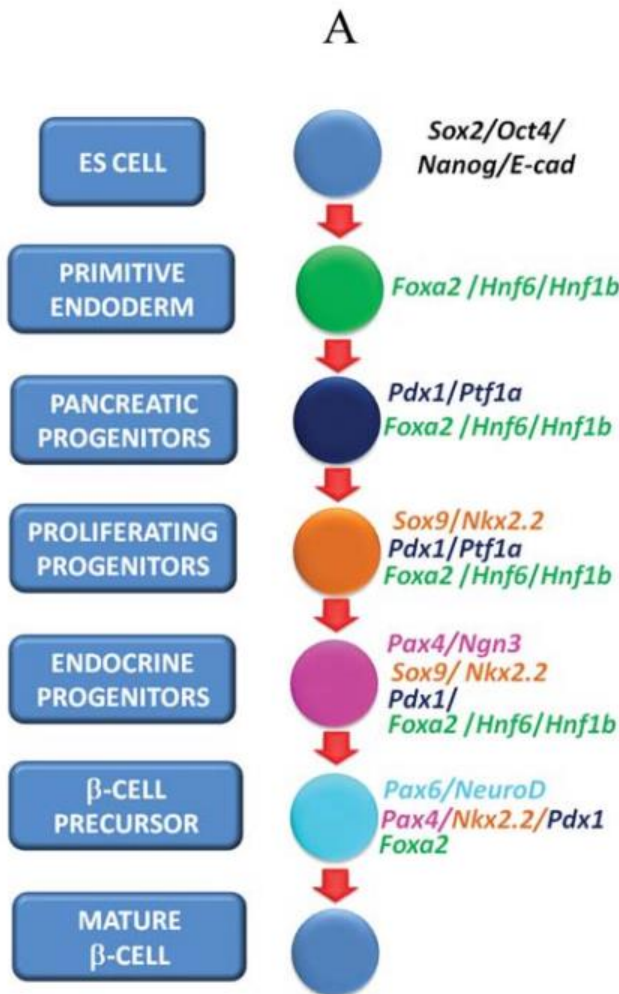 A
ES CELL
Sox2/Oct4/
Nanog/E-cad
PRIMITIVE
ENDODERM
Foxa2 /Hnf6/Hnf1b
PANCREATIC
PROGENITORS
Pdx1/Ptf1a
Foxa2 /Hnf6/Hnf1b
PROLIFERATING
PROGENITORS
Sox9/Nkx2.2
Pdx1/Ptf1a
Foxa2 /Hnf6/Hnf1b
ENDOCRINE
PROGENITORS
Pax4/Ngn3
Sox9/ Nkx2.2
Pdx1/
Foxa2 /Hnf6/Hnf1b
β-CELL
PRECURSOR
Pax6/NeuroD
Pax4/Nkx2.2/Pdx1
Foxa2
MATURE
β-CELL